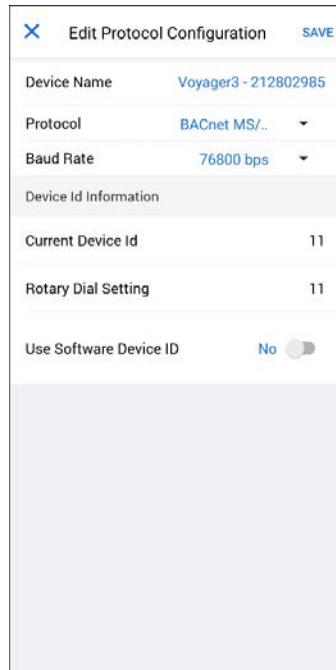 Edit Protocol Configuration SAVE
Device Name Voyager3 - 212802985
Protocol BACnet MS/..
Baud Rate 76800 bps
Device Id Information
Current Device Id 11
Rotary Dial Setting 11
Use Software Device ID No